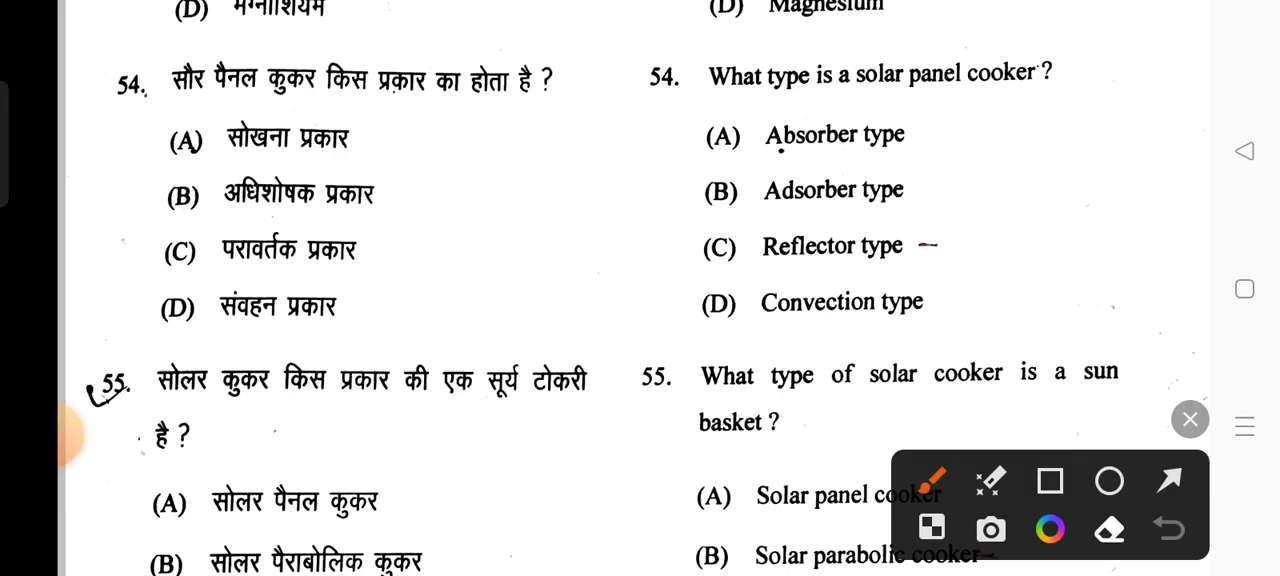 (D) मैग्नीशियम
54. सौर पैनल कुकर किस प्रकार का होता है ?
(A) सोखना प्रकार
(B) अधिशोषक प्रकार
(C) परावर्तक प्रकार
(D) संवहन प्रकार
55. सोलर कुकर किस प्रकार की एक सूर्य टोकरी
है ?
(A) सोलर पैनल कुकर
(B) सोलर पैराबोलिक कुकर
(D) Magnesium
54. What type is a solar panel cooker ?
(A) Absorber type
(B) Adsorber type
(C) Reflector type
(D) Convection type
55. What type of solar cooker is a sun
basket ?
(A) Solar panel cooker
(B) Solar parabolic cooker